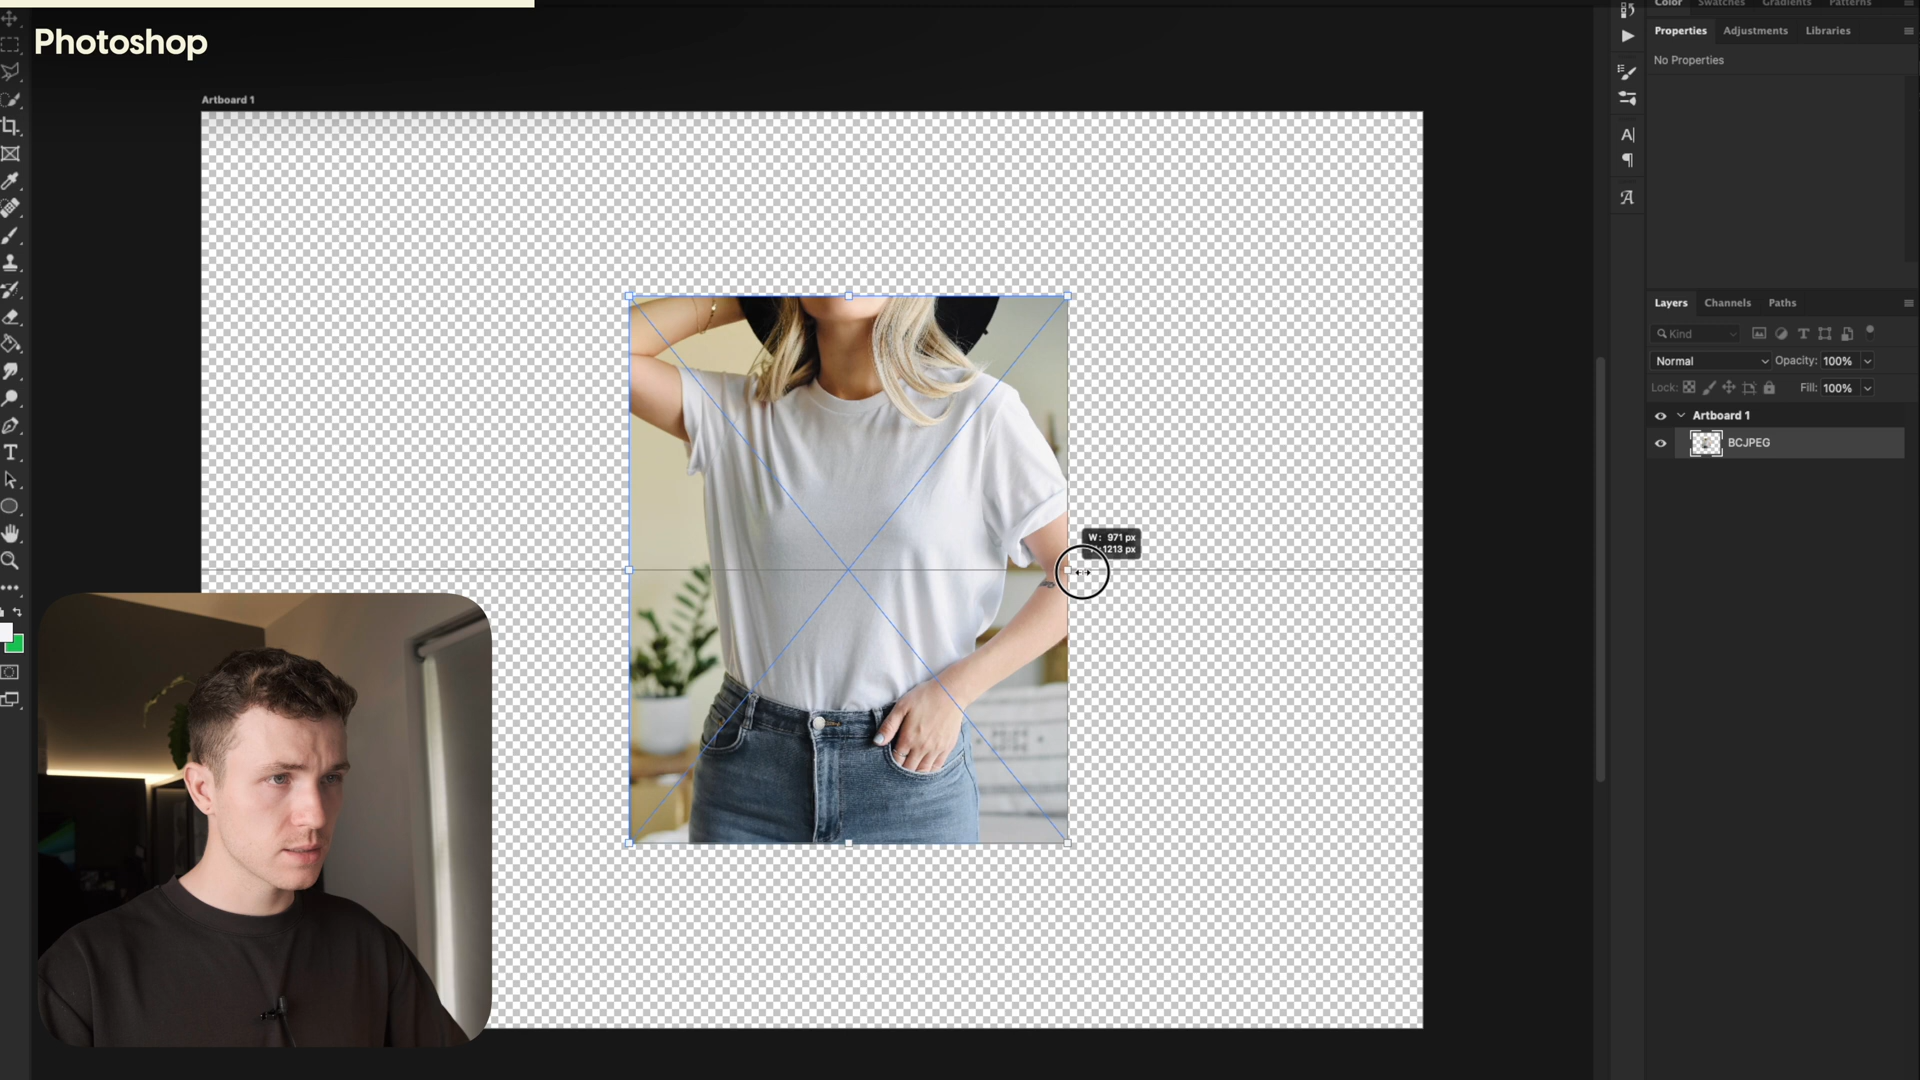 Color Swatches Gradients Patterns
Photoshop
Properties Adjustments Libraries
No Properties
Artboard 1
Layers Channels Paths
Kind
Normal Opacity: 100%
Lock: Fill: 100%
Artboard 1
BCJPEG
W: 971 px
1213 px